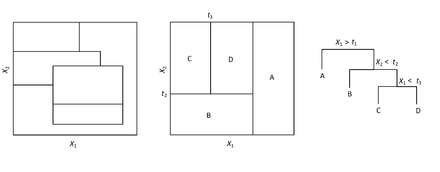 X₂
X₁
t₃
X₂
t₂
C
D
A
B
X₁
X₁ > t₁
A
X₂ < t₂
B
X₁ < t₃
C
D